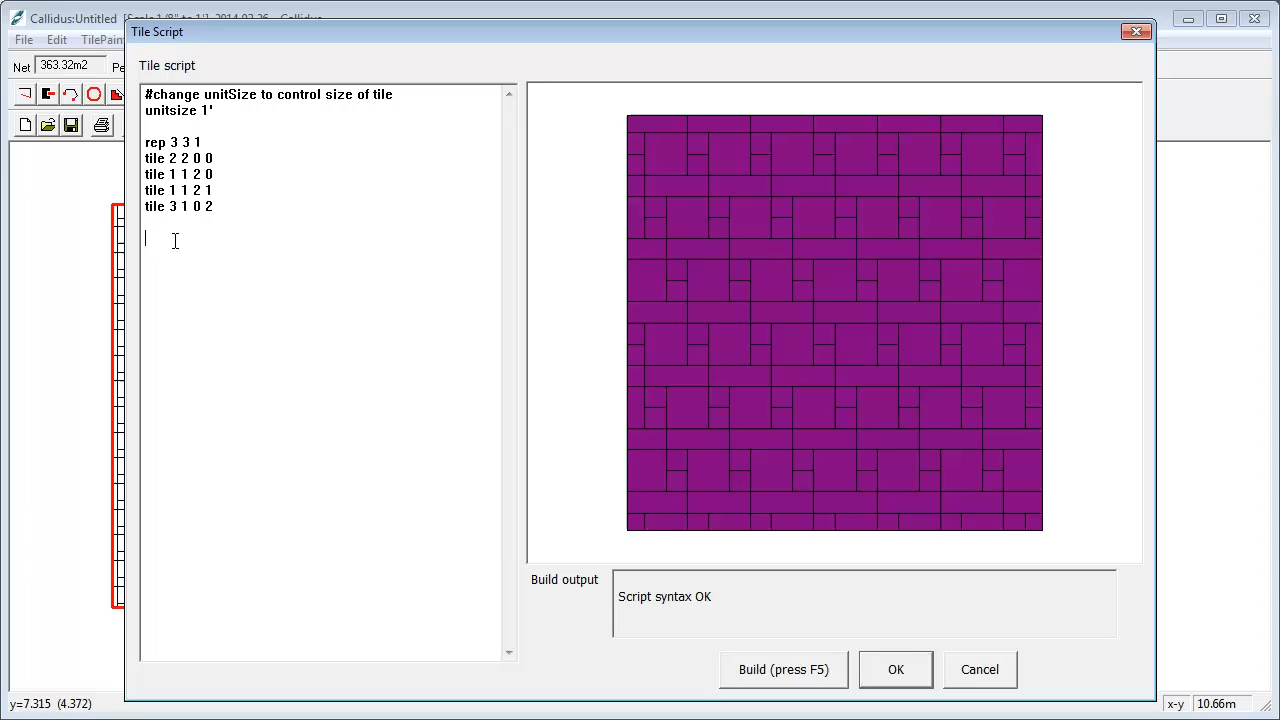 Callidus:Untitled
Tile Script
File Edit TilePain
Net 363.32m2 Pe
Tile script
#change unitSize to control size of tile
unitsize 1'
rep 3 3 1
tile 2 2 0 0
tile 1 1 2 0
tile 1 1 2 1
tile 3 1 0 2
Build output
Script syntax OK
Build (press F5) OK Cancel
y=7.315 (4.372)
x-y 10.66m